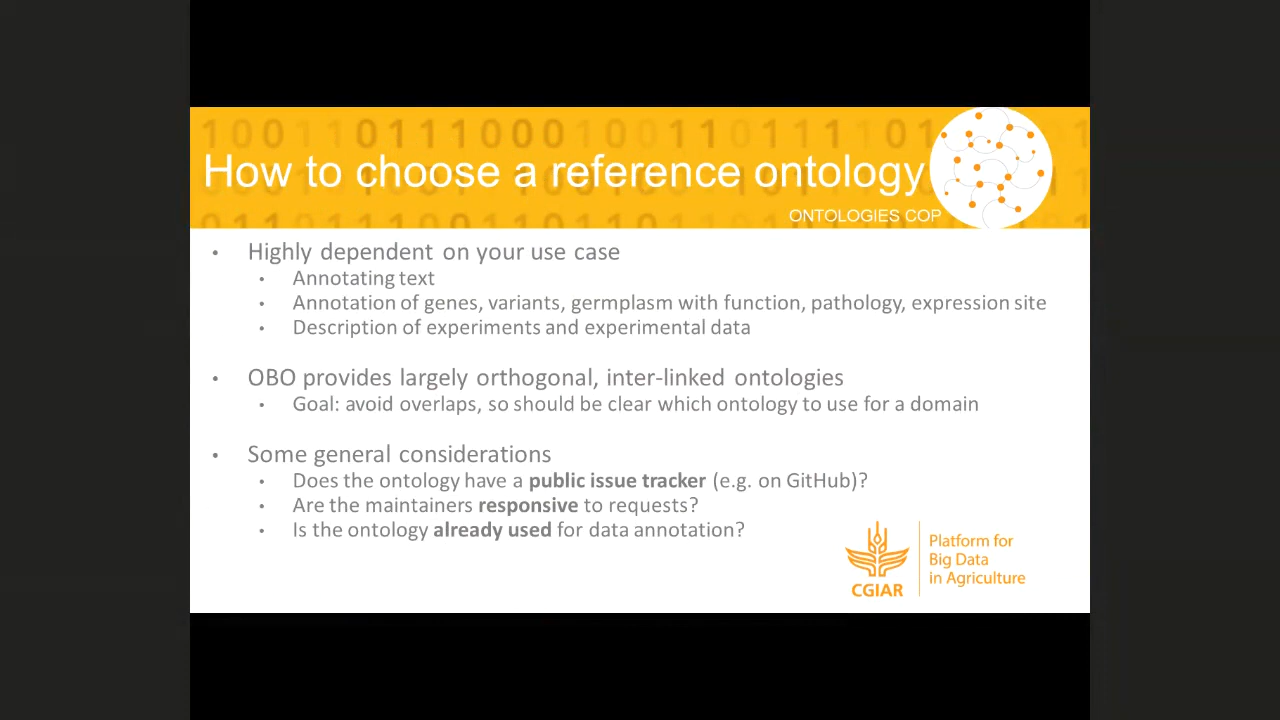 How to choose a reference ontology
ONTOLOGIES COP
• Highly dependent on your use case
• Annotating text
• Annotation of genes, variants, germplasm with function, pathology, expression site
• Description of experiments and experimental data
• OBO provides largely orthogonal, inter-linked ontologies
• Goal: avoid overlaps, so should be clear which ontology to use for a domain
• Some general considerations
• Does the ontology have a public issue tracker (e.g. on GitHub)?
• Are the maintainers responsive to requests?
• Is the ontology already used for data annotation?
CGIAR
Platform for
Big Data
in Agriculture